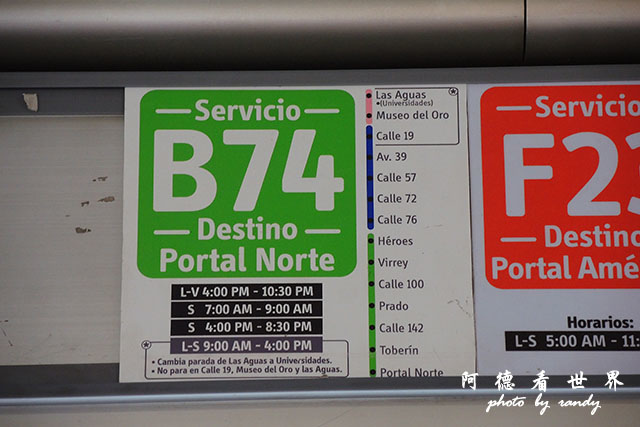 Servicio
B74
Destino
Portal Norte
L-V 4:00 PM - 10:30 PM
S 7:00 AM - 9:00 AM
S 4:00 PM - 8:30 PM
L-S 9:00 AM - 4:00 PM
• Cambia parada de Las Aguas a Universidades.
• No para en Calle 19, Museo del Oro y las Aguas.
Las Aguas
•(Universidades)
Museo del Oro
Calle 19
Av. 39
Calle 57
Calle 72
Calle 76
Héroes
Virrey
Calle 100
Prado
Calle 142
Toberín
Portal Norte
Servicio
F23
Destino
Portal Amé
Horarios:
L-S 5:00 AM - 11:
阿德看世界
photo by randy